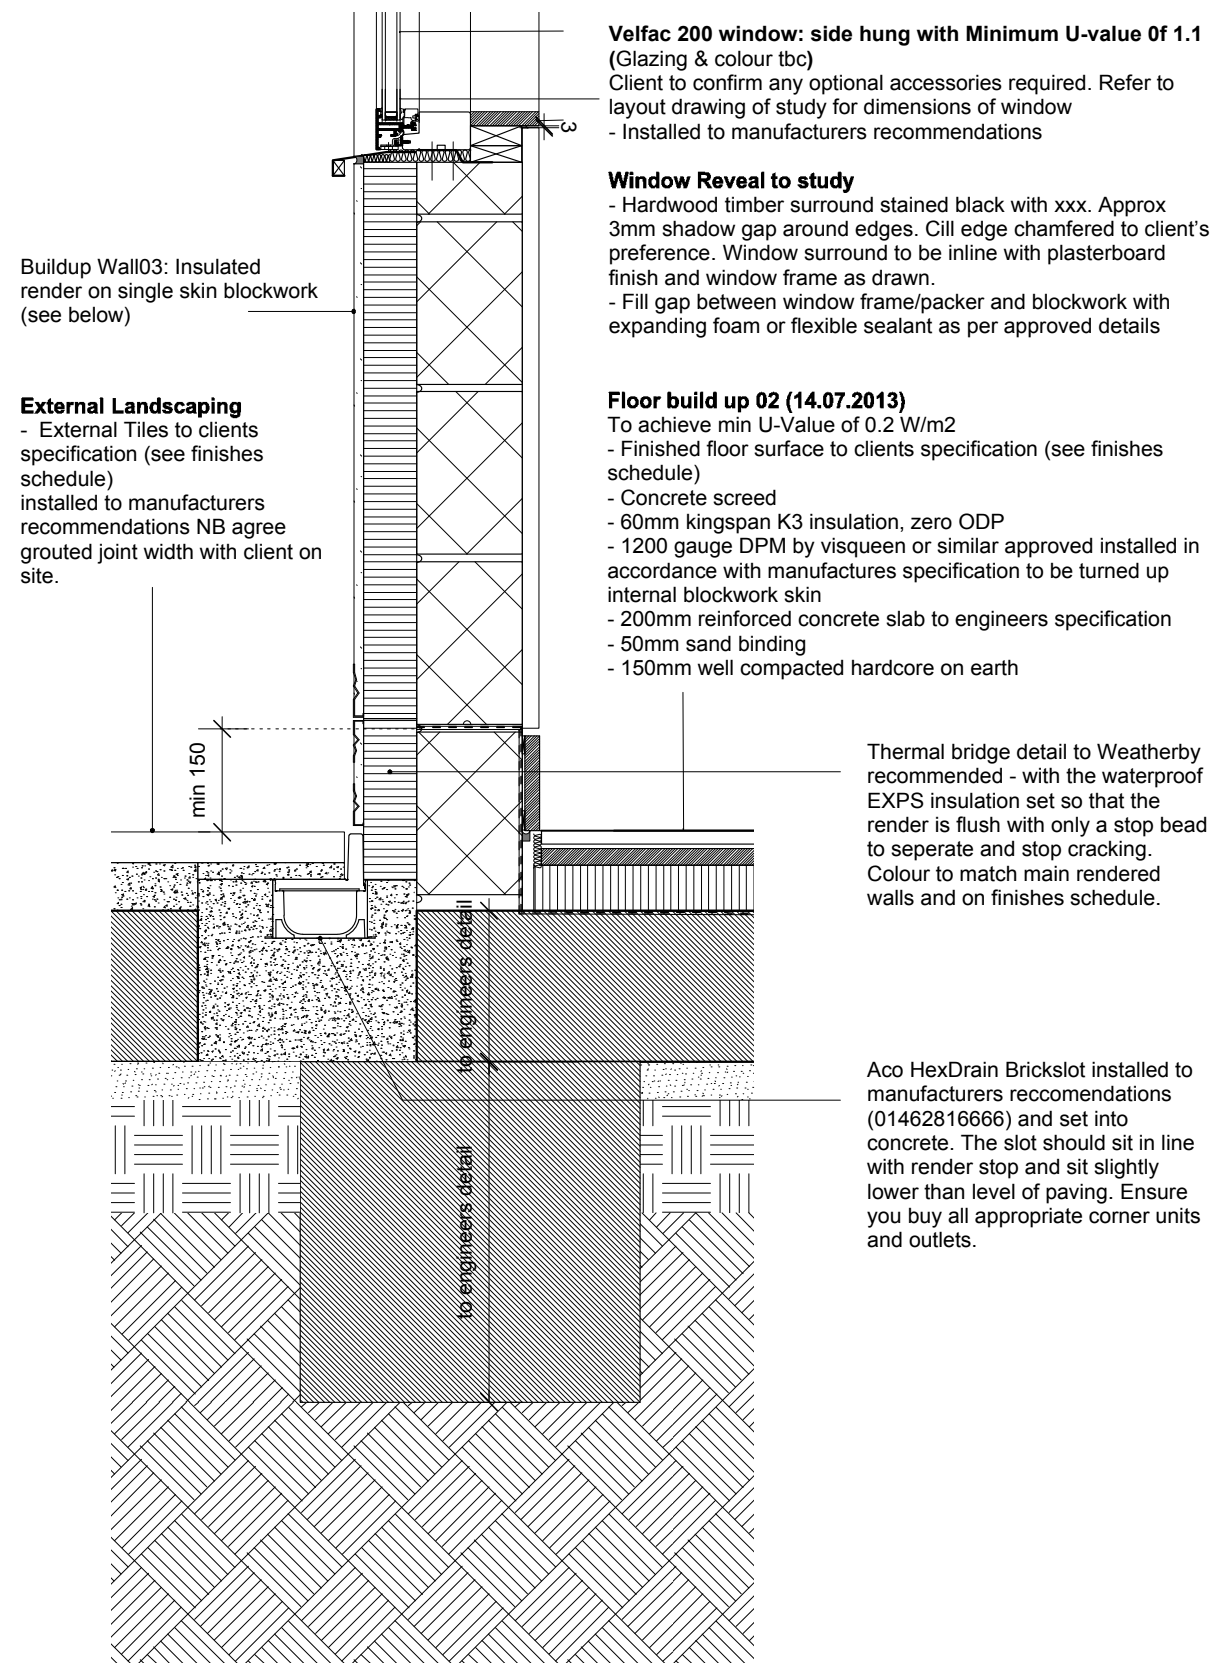 Velfac 200 window: side hung with Minimum U-value 0f 1.1
(Glazing & colour tbc)
Client to confirm any optional accessories required. Refer to
layout drawing of study for dimensions of window
- Installed to manufacturers recommendations
3
Window Reveal to study
- Hardwood timber surround stained black with xxx. Approx
3mm shadow gap around edges. Cill edge chamfered to client's
preference. Window surround to be inline with plasterboard
finish and window frame as drawn.
- Fill gap between window frame/packer and blockwork with
expanding foam or flexible sealant as per approved details
Buildup Wall03: Insulated
render on single skin blockwork
(see below)
External Landscaping
- External Tiles to clients
specification (see finishes
schedule)
installed to manufacturers
recommendations NB agree
grouted joint width with client on
site.
Floor build up 02 (14.07.2013)
To achieve min U-Value of 0.2 W/m2
- Finished floor surface to clients specification (see finishes
schedule)
- Concrete screed
- 60mm kingspan K3 insulation, zero ODP
- 1200 gauge DPM by visqueen or similar approved installed in
accordance with manufactures specification to be turned up
internal blockwork skin
- 200mm reinforced concrete slab to engineers specification
- 50mm sand binding
- 150mm well compacted hardcore on earth
min 150
Thermal bridge detail to Weatherby
recommended - with the waterproof
EXPS insulation set so that the
render is flush with only a stop bead
to seperate and stop cracking.
Colour to match main rendered
walls and on finishes schedule.
to engineers detail
to engineers detail
Aco HexDrain Brickslot installed to
manufacturers reccomendations
(01462816666) and set into
concrete. The slot should sit in line
with render stop and sit slightly
lower than level of paving. Ensure
you buy all appropriate corner units
and outlets.